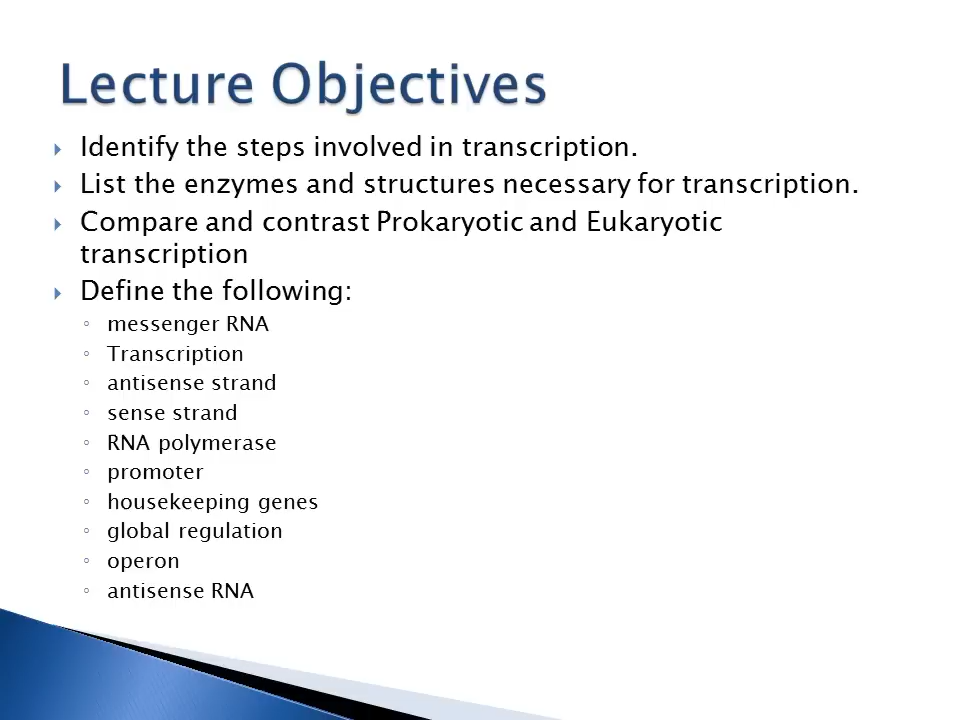 Lecture Objectives
Identify the steps involved in transcription.
List the enzymes and structures necessary for transcription.
Compare and contrast Prokaryotic and Eukaryotic
transcription
Define the following:
messenger RNA
Transcription
antisense strand
sense strand
RNA polymerase
promoter
housekeeping genes
global regulation
operon
antisense RNA